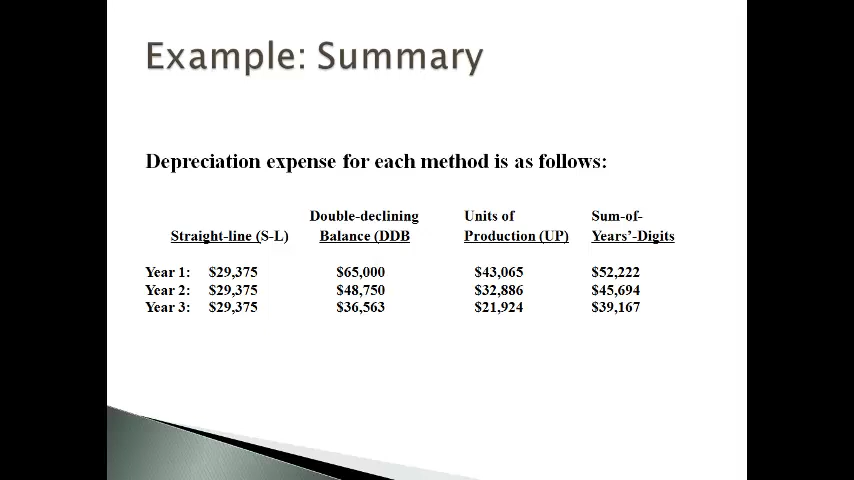 Example: Summary
Depreciation expense for each method is as follows:
Double-declining Units of Sum-of-
Straight-line (S-L) Balance (DDB Production (UP) Years’-Digits
Year 1: $29,375 $65,000 $43,065 $52,222
Year 2: $29,375 $48,750 $32,886 $45,694
Year 3: $29,375 $36,563 $21,924 $39,167